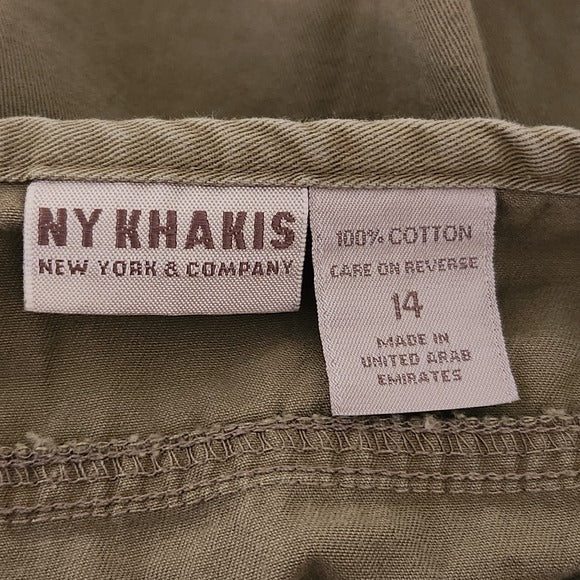 NY KHAKIS
NEW YORK & COMPANY
100% COTTON
CARE ON REVERSE
14
MADE IN
UNITED ARAB
EMIRATES